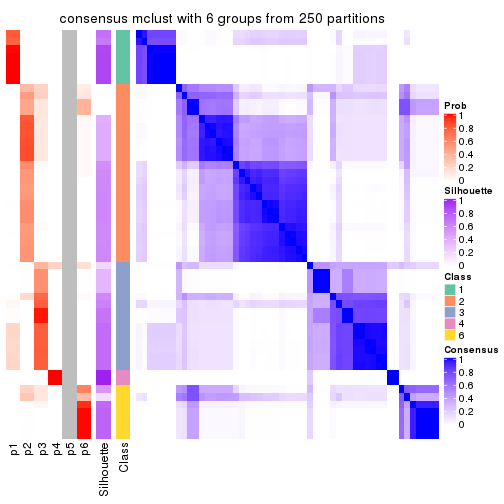 consensus mclust with 6 groups from 250 partitions
Prob
1
0.8
0.6
0.4
0.2
0
Silhouette
1
0.8
0.6
0.4
0.2
0
Class
1
2
3
4
6
Consensus
1
0.8
0.6
0.4
0.2
0
p1
p2
p3
p4
p5
p6
Silhouette
Class